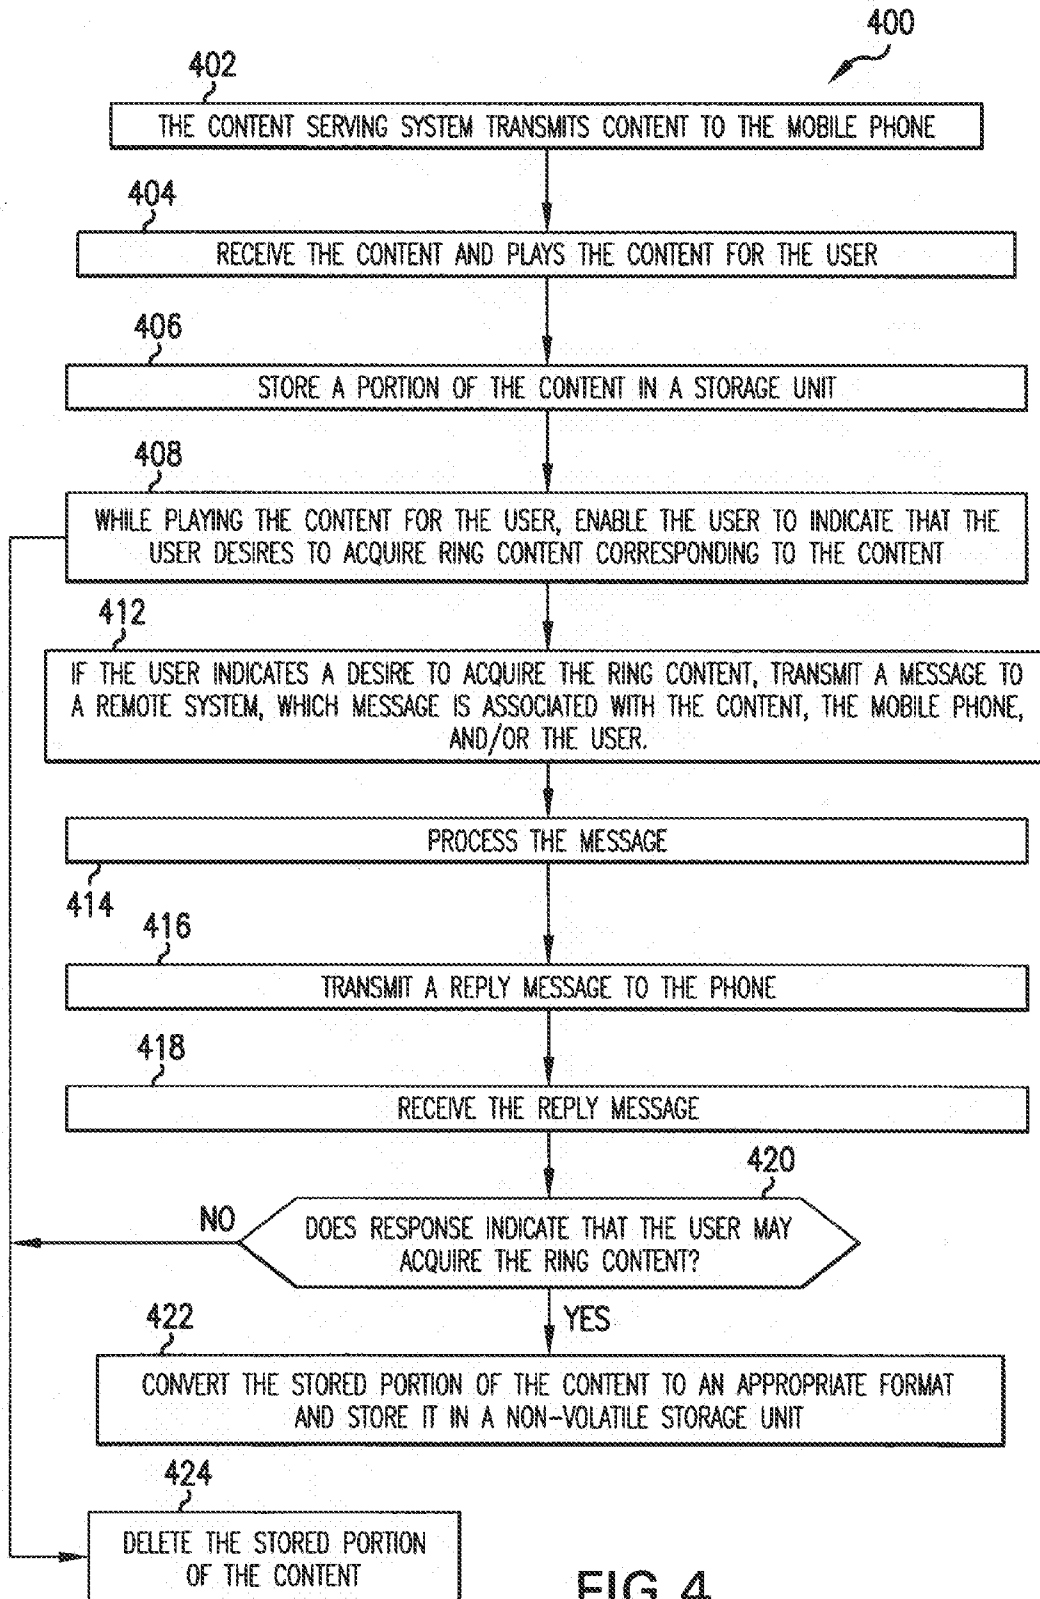 400
402
THE CONTENT SERVING SYSTEM TRANSMITS CONTENT TO THE MOBILE PHONE
404
RECEIVE THE CONTENT AND PLAYS THE CONTENT FOR THE USER
406
STORE A PORTION OF THE CONTENT IN A STORAGE UNIT
408
WHILE PLAYING THE CONTENT FOR THE USER, ENABLE THE USER TO INDICATE THAT THE
USER DESIRES TO ACQUIRE RING CONTENT CORRESPONDING TO THE CONTENT
412
IF THE USER INDICATES A DESIRE TO ACQUIRE THE RING CONTENT, TRANSMIT A MESSAGE TO
A REMOTE SYSTEM, WHICH MESSAGE IS ASSOCIATED WITH THE CONTENT, THE MOBILE PHONE,
AND/OR THE USER.
PROCESS THE MESSAGE
414
416
TRANSMIT A REPLY MESSAGE TO THE PHONE
418
RECEIVE THE REPLY MESSAGE
420
NO
DOES RESPONSE INDICATE THAT THE USER MAY
ACQUIRE THE RING CONTENT?
YES
422
CONVERT THE STORED PORTION OF THE CONTENT TO AN APPROPRIATE FORMAT
AND STORE IT IN A NON-VOLATILE STORAGE UNIT
424
DELETE THE STORED PORTION
OF THE CONTENT
FIG. 4